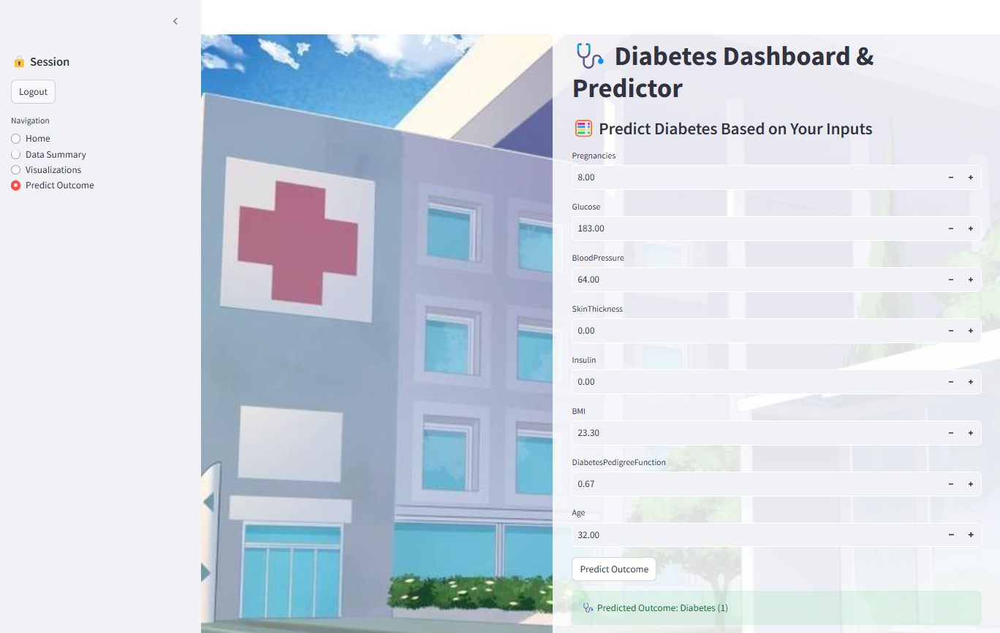 Session
Logout
Navigation
Home
Data Summary
Visualizations
Predict Outcome
Diabetes Dashboard &
Predictor
Predict Diabetes Based on Your Inputs
Pregnancies
8.00
Glucose
183.00
BloodPressure
64.00
SkinThickness
0.00
Insulin
0.00
BMI
23.30
DiabetesPedigreeFunction
0.67
Age
32.00
Predict Outcome
Predicted Outcome: Diabetes (1)